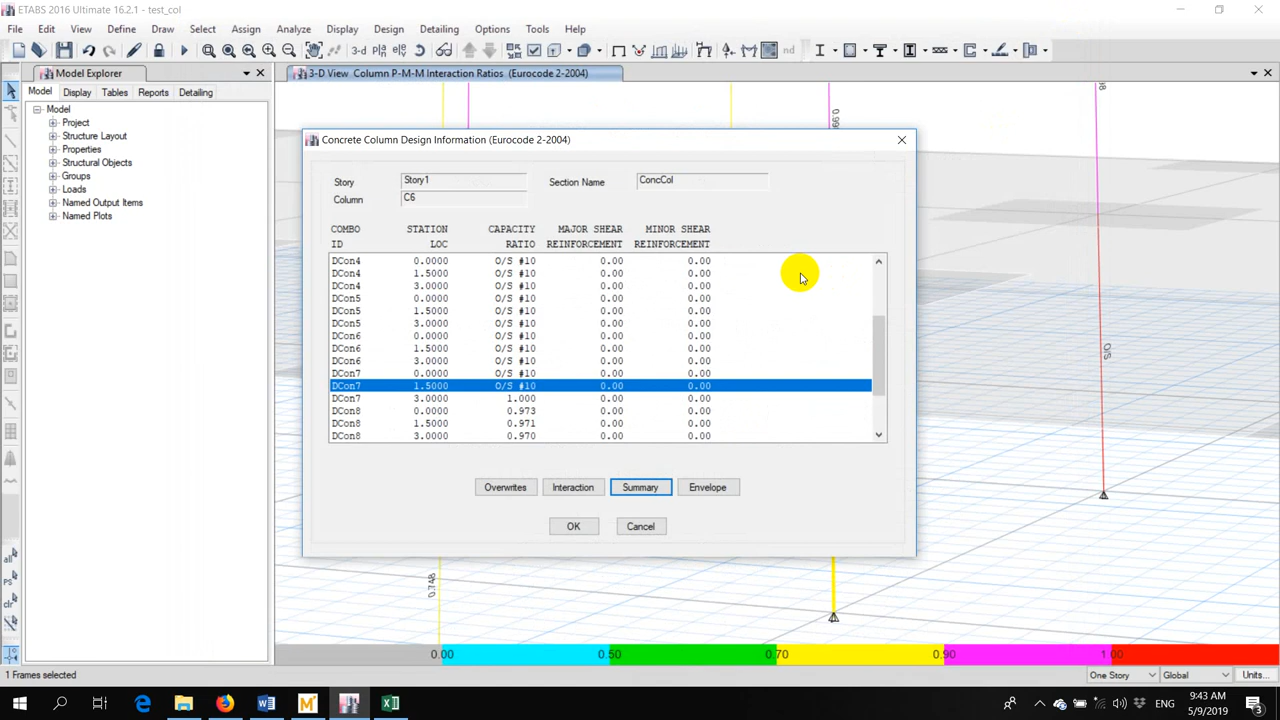 ETABS 2016 Ultimate 16.2.1 - test_col
File Edit View Define Draw Select Assign Analyze Display Design Detailing Options Tools Help
3-d nd
Model Explorer
3-D View Column P-M-M Interaction Ratios (Eurocode 2-2004)
Model Display Tables Reports Detailing
Model
Project
Structure Layout
Properties
Structural Objects
Groups
Loads
Named Output Items
Named Plots
Concrete Column Design Information (Eurocode 2-2004)
Story Story1 Section Name ConcCol
Column C6
COMBO STATION CAPACITY MAJOR SHEAR MINOR SHEAR
ID LOC RATIO REINFORCEMENT REINFORCEMENT
DCon4 0.0000 O/S #10 0.00 0.00
DCon4 1.5000 O/S #10 0.00 0.00
DCon4 3.0000 O/S #10 0.00 0.00
DCon5 0.0000 O/S #10 0.00 0.00
DCon5 1.5000 O/S #10 0.00 0.00
DCon5 3.0000 O/S #10 0.00 0.00
DCon6 0.0000 O/S #10 0.00 0.00
DCon6 1.5000 O/S #10 0.00 0.00
DCon6 3.0000 O/S #10 0.00 0.00
DCon7 0.0000 O/S #10 0.00 0.00
DCon7 1.5000 O/S #10 0.00 0.00
DCon7 3.0000 1.000 0.00 0.00
DCon8 0.0000 0.973 0.00 0.00
DCon8 1.5000 0.971 0.00 0.00
DCon8 3.0000 0.970 0.00 0.00
Overwrites Interaction Summary Envelope
OK Cancel
O/S
0.748
all
PS
clr
0.00 0.50 0.70 0.90 1.00
1 Frames selected
One Story Global Units...
ENG
9:43 AM
5/9/2019
3